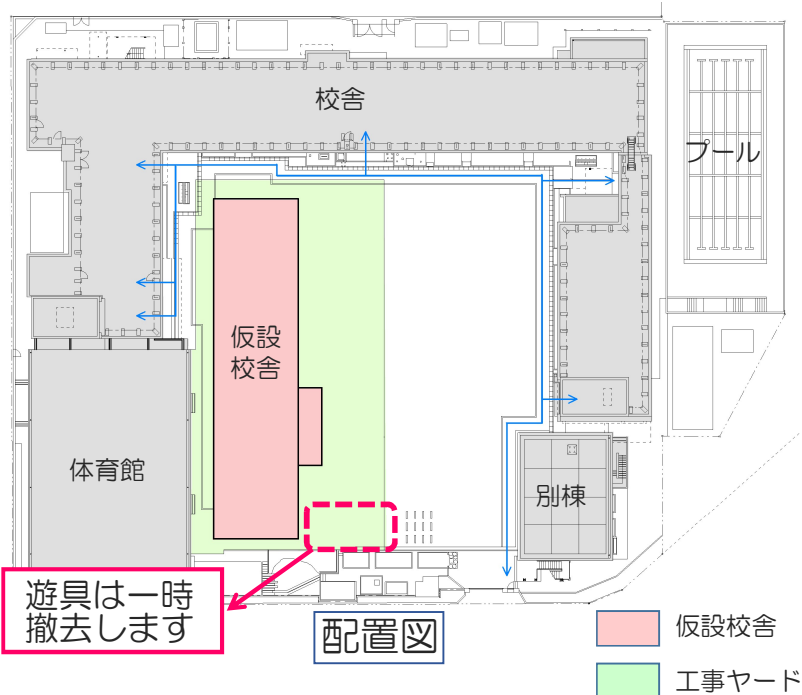 校舎
プール
仮設
校舎
体育館
別棟
遊具は一時
撤去します
配置図
仮設校舎
工事ヤード